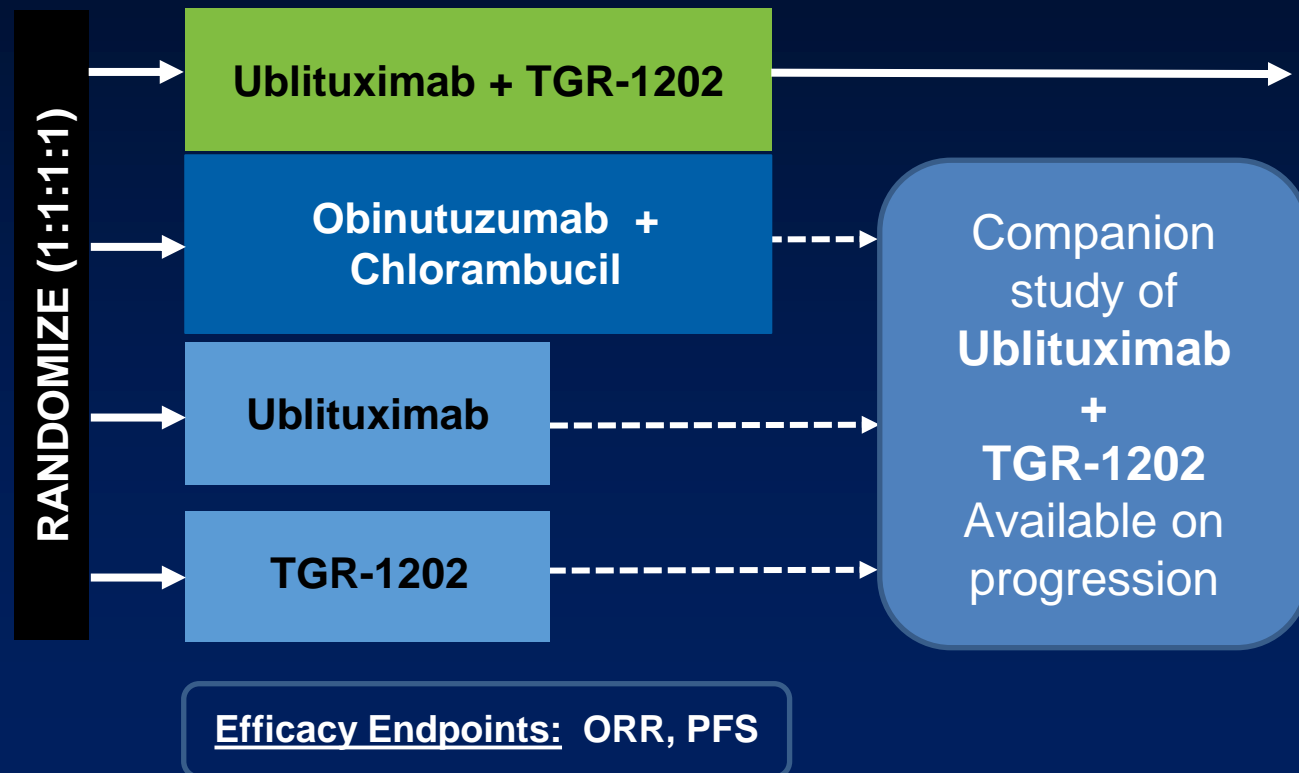 RANDOMIZE (1:1:1:1)
Ublituximab + TGR-1202
Obinutuzumab +
Chlorambucil
Ublituximab
TGR-1202
Companion
study of
Ublituximab
+
TGR-1202
Available on
progression
Efficacy Endpoints: ORR, PFS